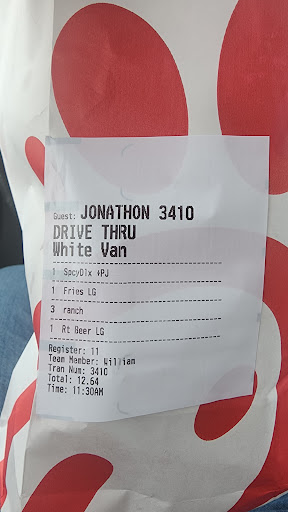 Guest: JONATHON 3410
DRIVE THRU
White Van
1 SpcyDlx +PJ
1 Fries LG
3 ranch
1 Rt Beer LG
Register: 11
Team Member: William
Tran Num: 3410
Total: 12.64
Time: 11:30AM